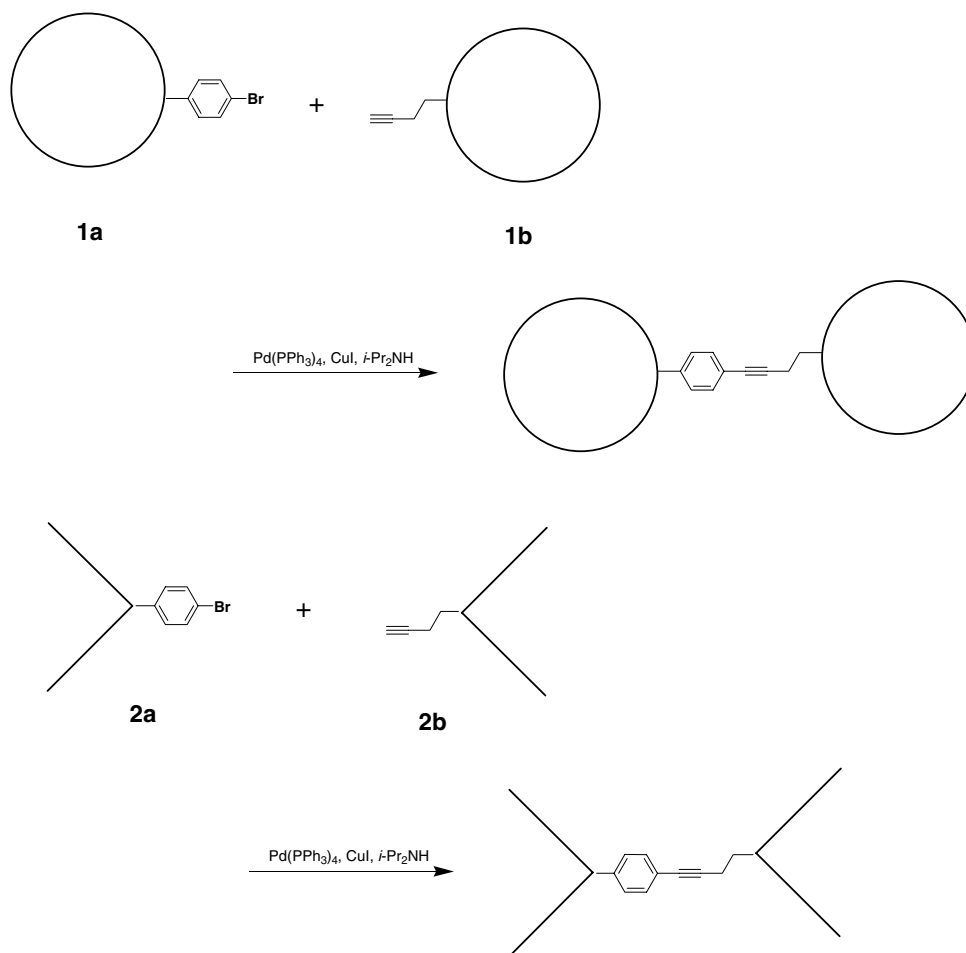 Br
+
1a
1b
Pd(PPh3)4, CuI, i-Pr2NH
Br
+
2a
2b
Pd(PPh3)4, CuI, i-Pr2NH